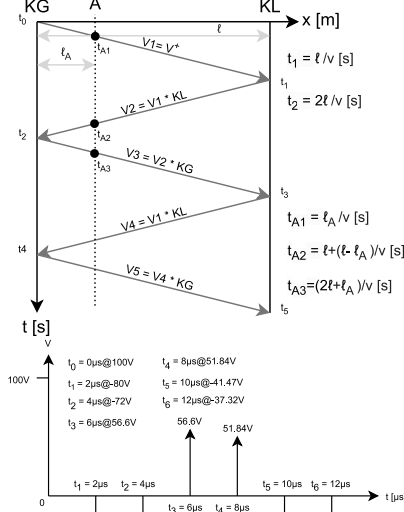 KG A KL
x [m]
t0
ℓ
tA1
V1= V⁺
ℓA
t1 = ℓ/v [s]
t1
V2 = V1 * KL
t2 = 2ℓ/v [s]
t2
tA2
tA3
V3 = V2 * KG
t3
V4 = V1 * KL
tA1 = ℓA/v [s]
t4
tA2 = ℓ+(ℓ- ℓA)/v [s]
V5 = V4 * KG
tA3=(2ℓ+ℓA)/v [s]
t5
t [s]
V
t0 = 0µs@100V
t4 = 8µs@51.84V
100V
t1 = 2µs@-80V
t5 = 10µs@-41.47V
t2 = 4µs@-72V
t6 = 12µs@-37.32V
t3 = 6µs@56.6V
56.6V
51.84V
t1 = 2µs
t2 = 4µs
t5 = 10µs
t6 = 12µs
0
t [µs
t3 = 6µs
t4 = 8µs